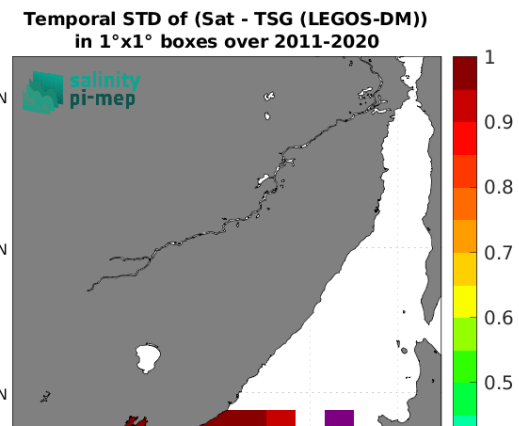 Temporal STD of (Sat - TSG (LEGOS-DM))
in 1°x1° boxes over 2011-2020
salinity
pi-mep
N
N
N
1
0.9
0.8
0.7
0.6
0.5